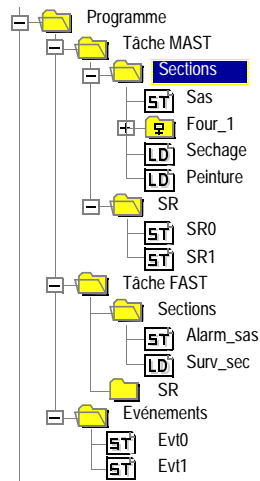 Programme
Tâche MAST
Sections
ST Sas
Four_1
LD Sechage
LD Peinture
SR
ST SR0
ST SR1
Tâche FAST
Sections
ST Alarm_sas
LD Surv_sec
SR
Evénements
ST Evt0
ST Evt1